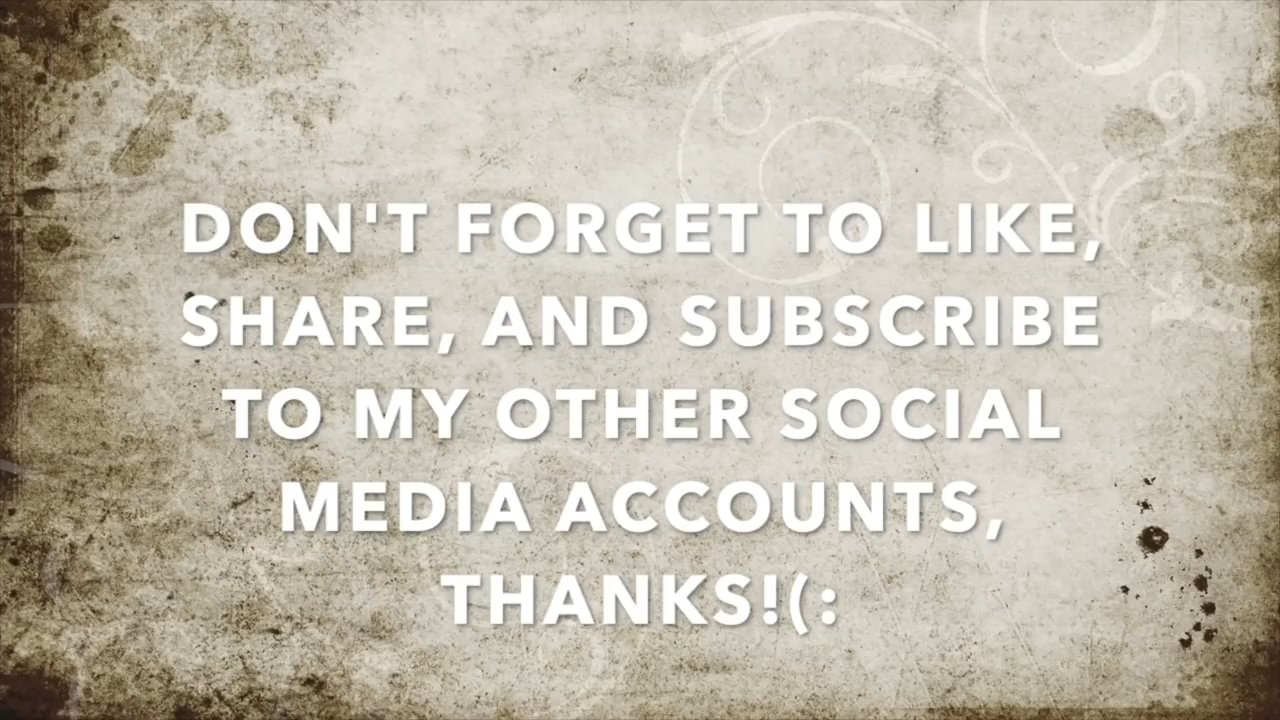 DON'T FORGET TO LIKE,
SHARE, AND SUBSCRIBE
TO MY OTHER SOCIAL
MEDIA ACCOUNTS,
THANKS!(: